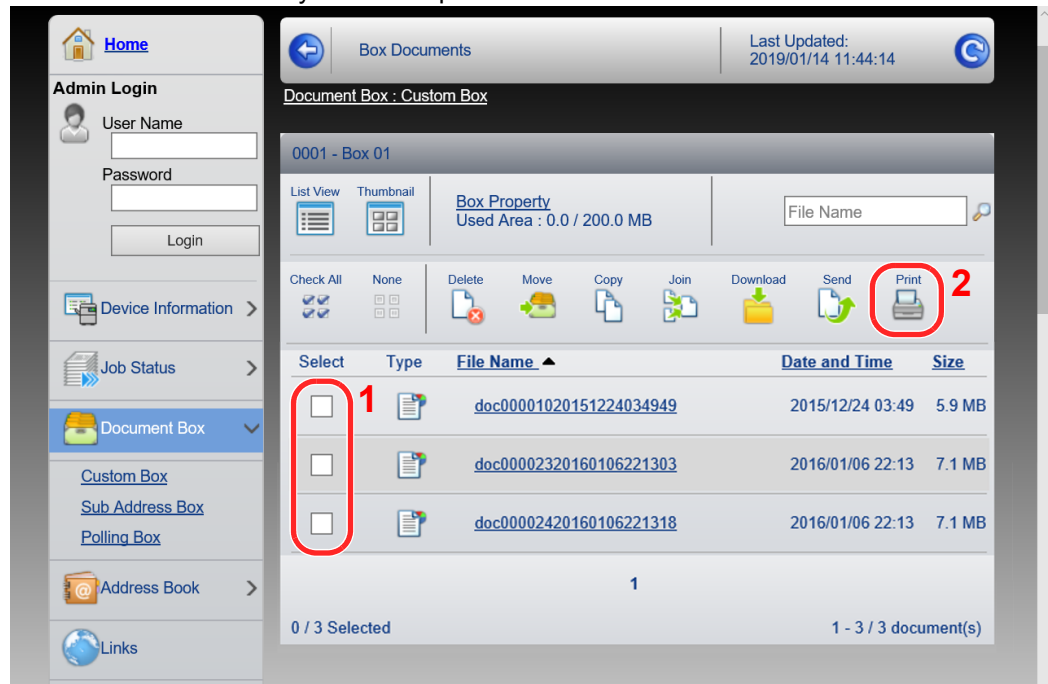 Home
Admin Login
User Name
Password
Login
Device Information
Job Status
Document Box
Custom Box
Sub Address Box
Polling Box
Address Book
Links
Box Documents
Last Updated:
2019/01/14 11:44:14
Document Box : Custom Box
0001 - Box 01
List View Thumbnail
Box Property
Used Area : 0.0 / 200.0 MB
File Name
Check All None Delete Move Copy Join Download Send Print 2
Select Type File Name Date and Time Size
1 doc00001020151224034949 2015/12/24 03:49 5.9 MB
doc00002320160106221303 2016/01/06 22:13 7.1 MB
doc00002420160106221318 2016/01/06 22:13 7.1 MB
1
0 / 3 Selected 1 - 3 / 3 document(s)